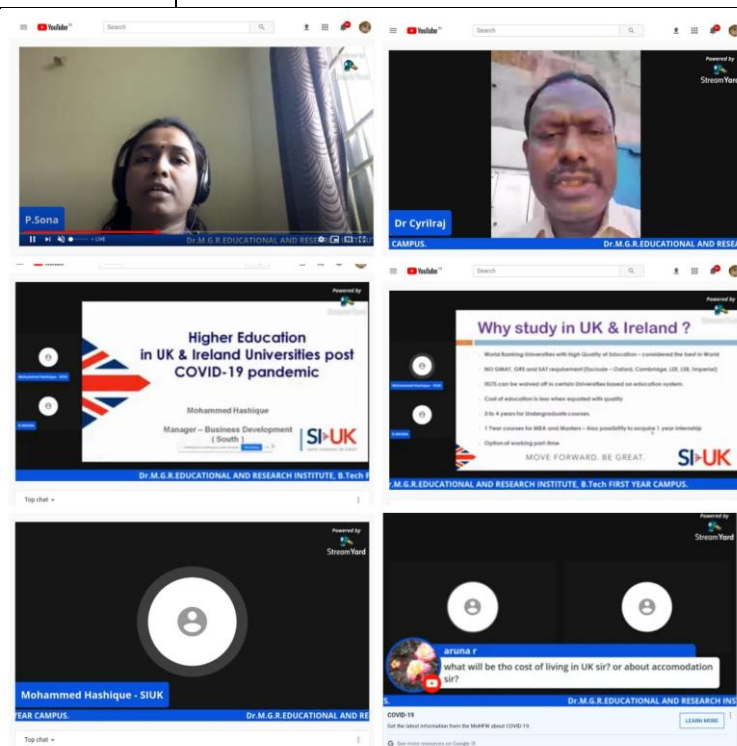 YouTube
Search
P.Sona
LIVE
Dr.M.G.R.EDUCATIONAL AND
YouTube
Search
Powered by
StreamYard
Dr Cyrilraj
CAMPUS.
Dr.M.G.R.EDUCATIONAL AND RESEA
YouTube
Search
Powered by
Higher Education
in UK & Ireland Universities post
COVID-19 pandemic
Mohammed Hashique
Manager – Business Development
( South )
SI UK
Dr.M.G.R.EDUCATIONAL AND RESEARCH INSTITUTE, B.Tech F
Top chat
YouTube
Search
Powered by
Why study in UK & Ireland ?
World Ranking Universities with High Quality of Education – considered the best in World
NO GMAT, GRE and SAT requirement(Exclude – Oxford, Cambridge, LSE, LSB, Imperial)
IELTS can be waived off in certain Universities based on education system.
Cost of education is less when equated with quality
3 to 4 years for Undergraduate courses.
1 Year courses for MBA and Masters – Also possibility to acquire 1 year internship
Option of working part time
MOVE FORWARD. BE GREAT.
SI UK
.M.G.R.EDUCATIONAL AND RESEARCH INSTITUTE, B.Tech FIRST YEAR CAMPUS.
Powered by
StreamYard
Mohammed Hashique - SIUK
YEAR CAMPUS.
Dr.M.G.R.EDUCATIONAL AND RE
Top chat
Powered by
StreamYard
aruna r
what will be tho cost of living in UK sir? or about accomodation
sir?
S.
Dr.M.G.R.EDUCATIONAL AND RESEARCH INS
COVID-19
Get the latest information from the MoHFW about COVID-19.
LEARN MORE
See more resources on Google